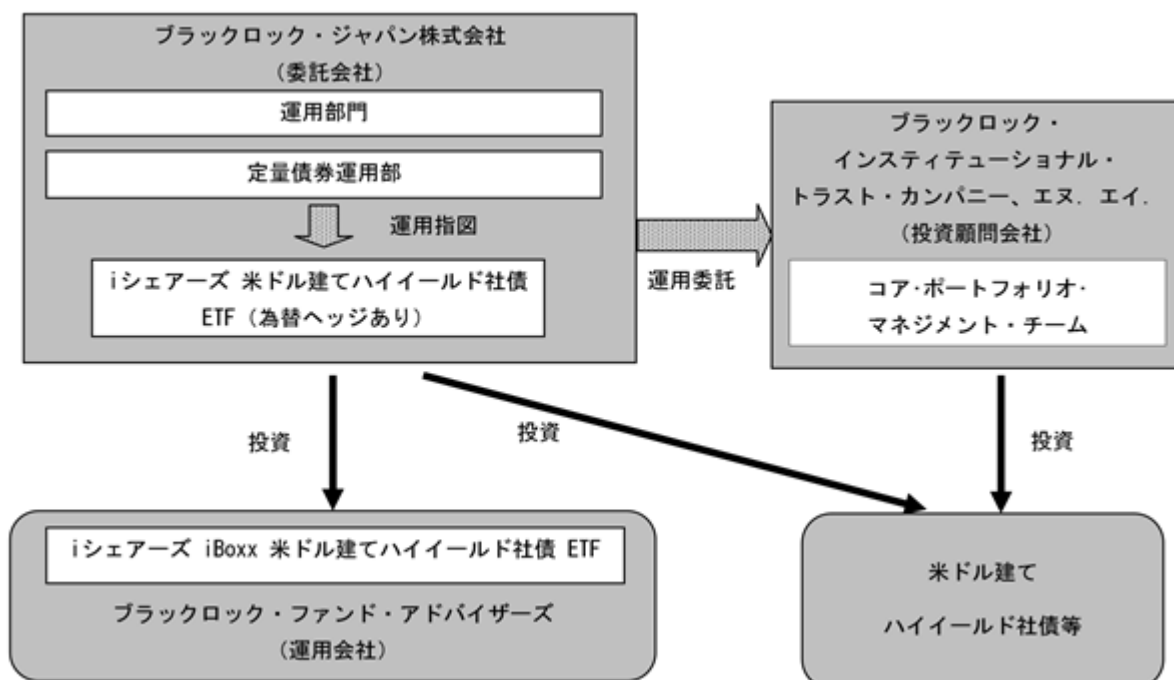 ブラックロック・ジャパン株式会社
（委託会社）
運用部門
定量債券運用部
運用指図
iシェアーズ 米ドル建てハイイールド社債
ETF（為替ヘッジあり）
運用委託
ブラックロック・
インスティテューショナル・
トラスト・カンパニー、エヌ．エイ．
（投資顧問会社）
コア・ポートフォリオ・
マネジメント・チーム
投資
投資
投資
iシェアーズ iBoxx 米ドル建てハイイールド社債 ETF
ブラックロック・ファンド・アドバイザーズ
（運用会社）
米ドル建て
ハイイールド社債等